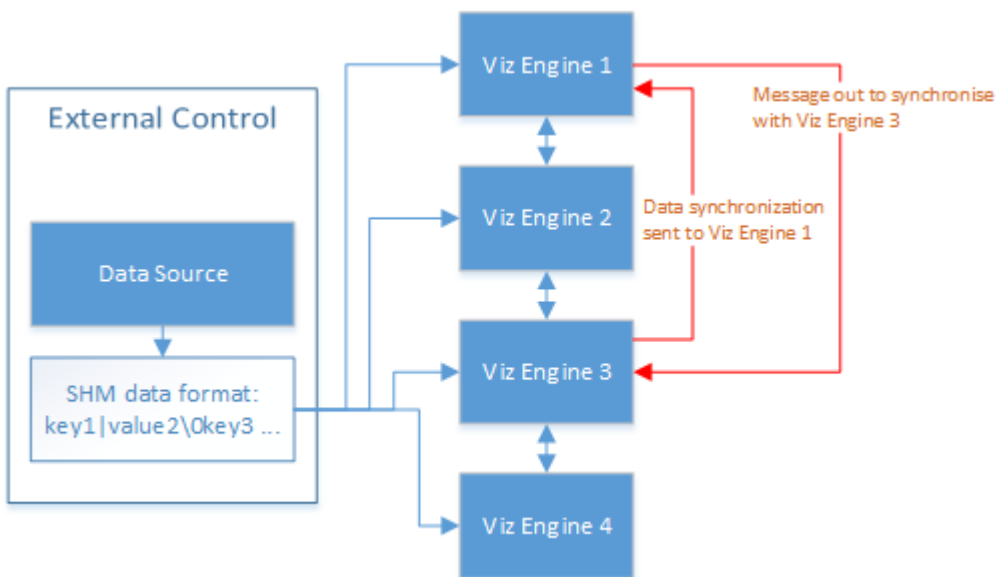 External Control
Data Source
SHM data format:
key1|value2\0key3 ...
Viz Engine 1
Viz Engine 2
Viz Engine 3
Viz Engine 4
Message out to synchronise
with Viz Engine 3
Data synchronization
sent to Viz Engine 1